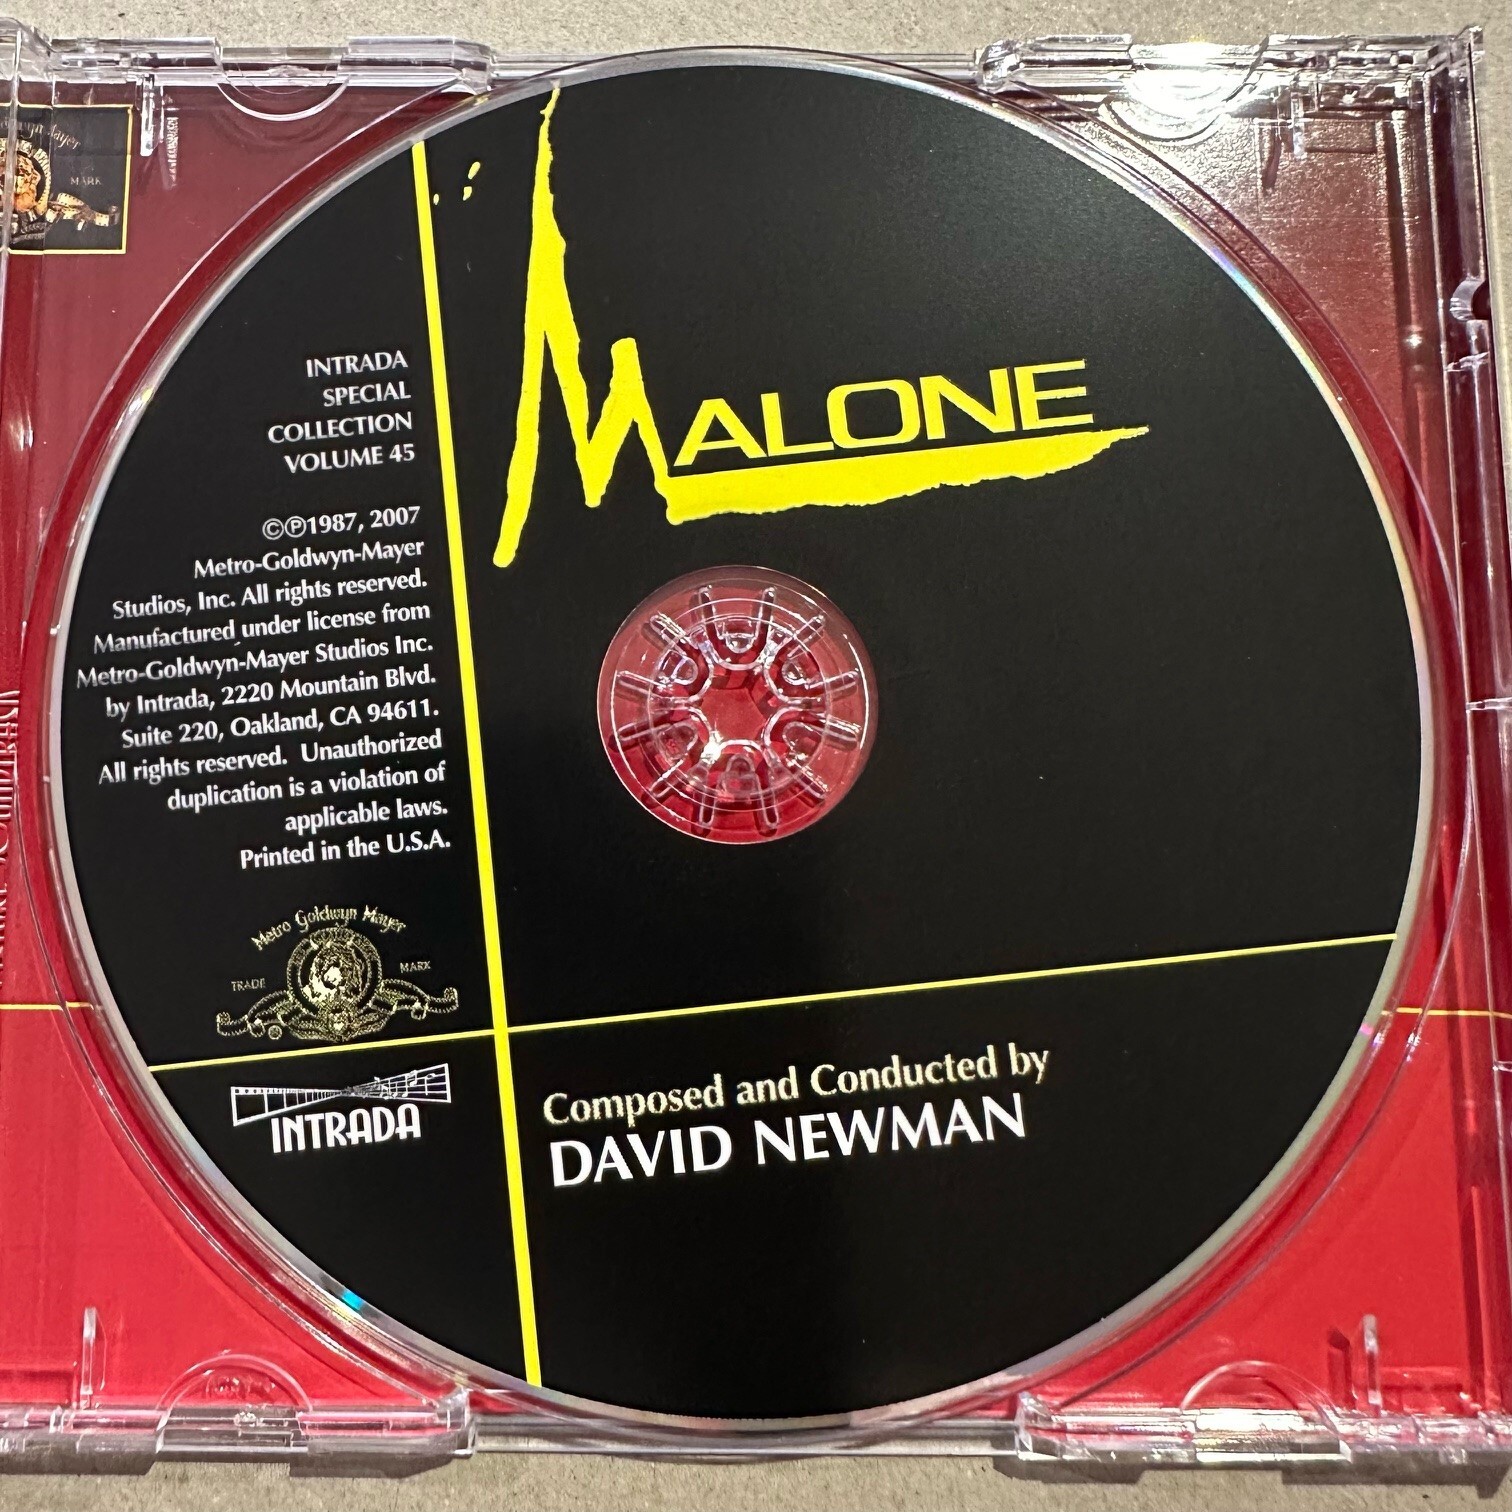 MALONE
INTRADA
SPECIAL
COLLECTION
VOLUME 45
©℗1987, 2007
Metro-Goldwyn-Mayer
Studios, Inc. All rights reserved.
Manufactured under license from
Metro-Goldwyn-Mayer Studios Inc.
by Intrada, 2220 Mountain Blvd.
Suite 220, Oakland, CA 94611.
All rights reserved. Unauthorized
duplication is a violation of
applicable laws.
Printed in the U.S.A.
Metro Goldwyn Mayer
TRADE MARK
INTRADA
Composed and Conducted by
DAVID NEWMAN
Mayer
MARK